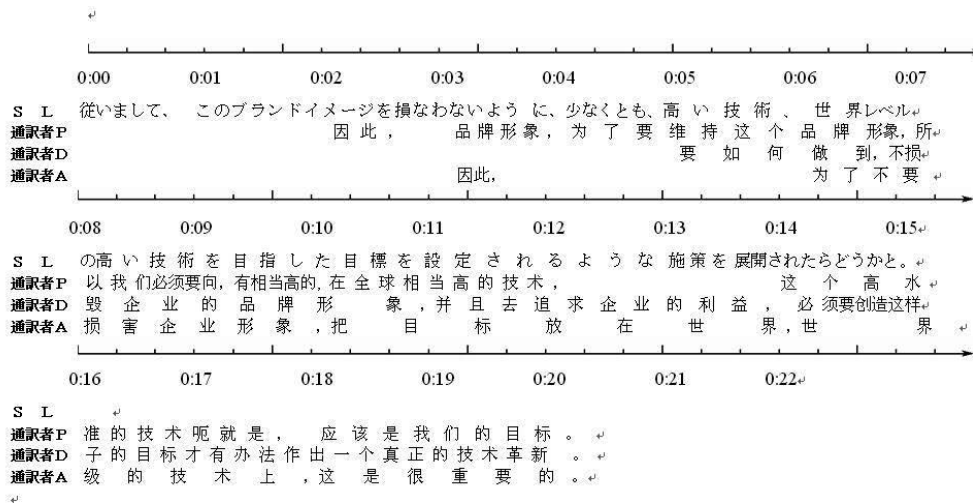 0:00 0:01 0:02 0:03 0:04 0:05 0:06 0:07
S L 従いまして、 このブランドイメージを損なわないように、少なくとも、高い技術、世界レベル
通訳者P 因此, 品牌形象,为了要维持这个品牌形象,所
通訳者D 要如何做到,不损
通訳者A 因此, 为了不要
0:08 0:09 0:10 0:11 0:12 0:13 0:14 0:15
S L の高い技術を目指した目標を設定されるような施策を展開されたらどうかと。
通訳者P 以我们必须要向,有相当高的,在全球相当高的技术, 这个高水
通訳者D 毁企业的品牌形象,并且去追求企业的利益,必须要创造这样
通訳者A 损害企业形象,把目标放在世界,世界
0:16 0:17 0:18 0:19 0:20 0:21 0:22
S L
通訳者P 准的技术呃就是, 应该是我们的目标。
通訳者D 子的目标才有办法作出一个真正的技术革新。
通訳者A 级的技术上,这是很重要的。